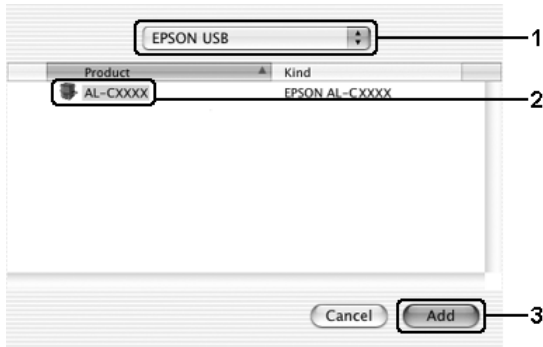 EPSON USB 1
Product Kind
AL-CXXXX EPSON AL-CXXXX
2
Cancel Add 3